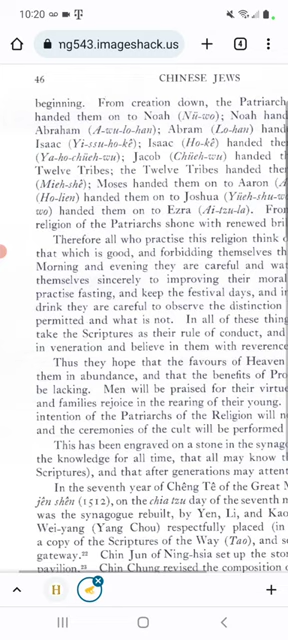 10:20
ng543.imageshack.us
4
46 CHINESE JEWS
beginning. From creation down, the Patriarch
handed them on to Noah (Nü-wo); Noah hand
Abraham (A-wu-lo-han); Abram (Lo-han) hand
Isaac (Yi-ssu-ho-kê); Isaac (Ho-kê) handed the
(Ya-ho-chüeh-wu); Jacob (Chüeh-wu) handed t
Twelve Tribes; the Twelve Tribes handed the
(Mieh-shê); Moses handed them on to Aaron (A
(Ho-lien) handed them on to Joshua (Yüeh-shu-w
wo) handed them on to Ezra (Ai-tzu-la). Fro
religion of the Patriarchs shone with renewed bri
Therefore all who practise this religion think o
that which is good, and forbidding themselves th
Morning and evening they are careful and wat
themselves sincerely to improving their moral
practise fasting, and keep the festival days, and i
drink they are careful to observe the distinction
permitted and what is not. In all of these thing
take the Scriptures as their rule of conduct, and
in veneration and believe in them with reverence
Thus they hope that the favours of Heaven
them in abundance, and that the benefits of Pro
be lacking. Men will be praised for their virtue
and families rejoice in the rearing of their young.
intention of the Patriarchs of the Religion will n
and the ceremonies of the cult will be performed
This has been engraved on a stone in the synag
the knowledge for all time, that all may know t
Scriptures), and that after generations may attent
In the seventh year of Chêng Tê of the Great M
jên shên (1512), on the chia tzu day of the seventh m
was the synagogue rebuilt, by Yen, Li, and Kao
Wei-yang (Yang Chou) respectfully placed (in
a copy of the Scriptures of the Way (Tao), and s
gateway.²² Chin Jun of Ning-hsia set up the sto
pavilion.²³ Chin Chung revised the composition o
H